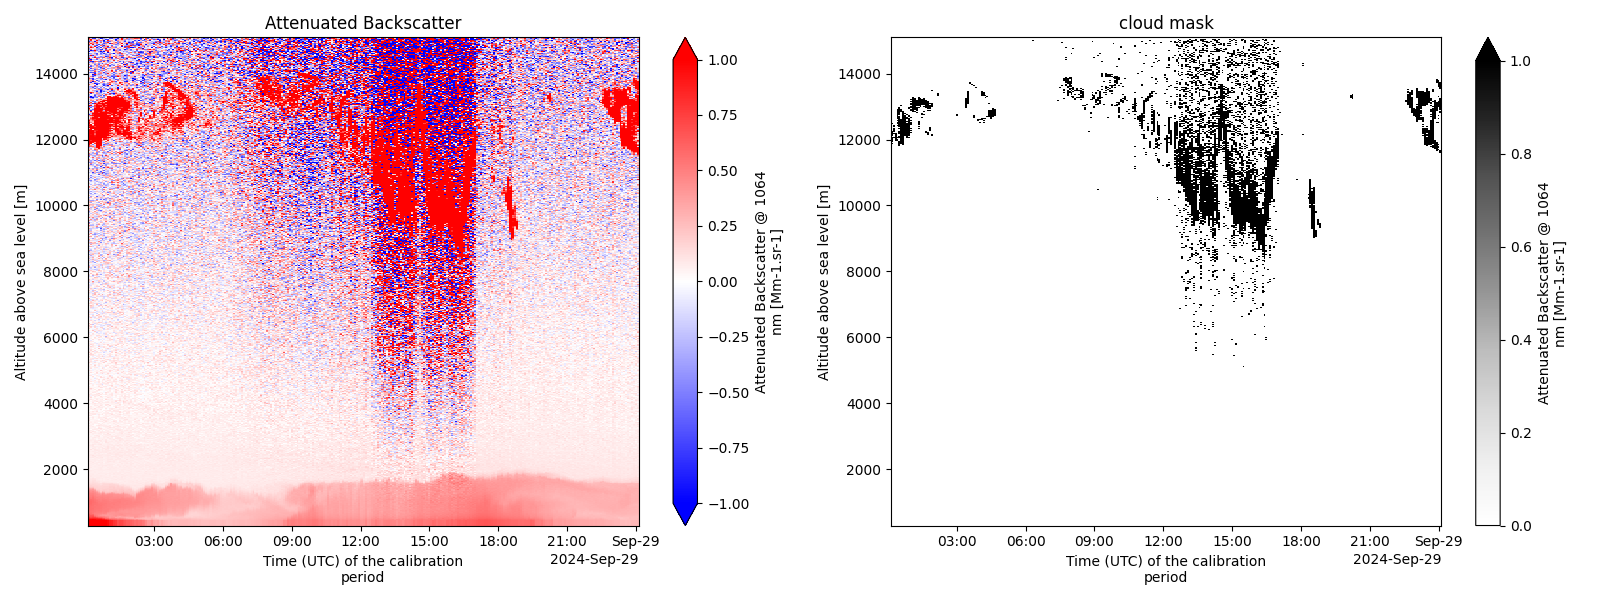 Attenuated Backscatter
14000
12000
10000
8000
6000
4000
2000
Altitude above sea level [m]
03:00
06:00
09:00
12:00
15:00
18:00
21:00
Sep-29
2024-Sep-29
Time (UTC) of the calibration
period
1.00
0.75
0.50
0.25
0.00
−0.25
−0.50
−0.75
−1.00
Attenuated Backscatter @ 1064
nm [Mm-1.sr-1]
cloud mask
14000
12000
10000
8000
6000
4000
2000
Altitude above sea level [m]
03:00
06:00
09:00
12:00
15:00
18:00
21:00
Sep-29
2024-Sep-29
Time (UTC) of the calibration
period
1.0
0.8
0.6
0.4
0.2
0.0
Attenuated Backscatter @ 1064
nm [Mm-1.sr-1]